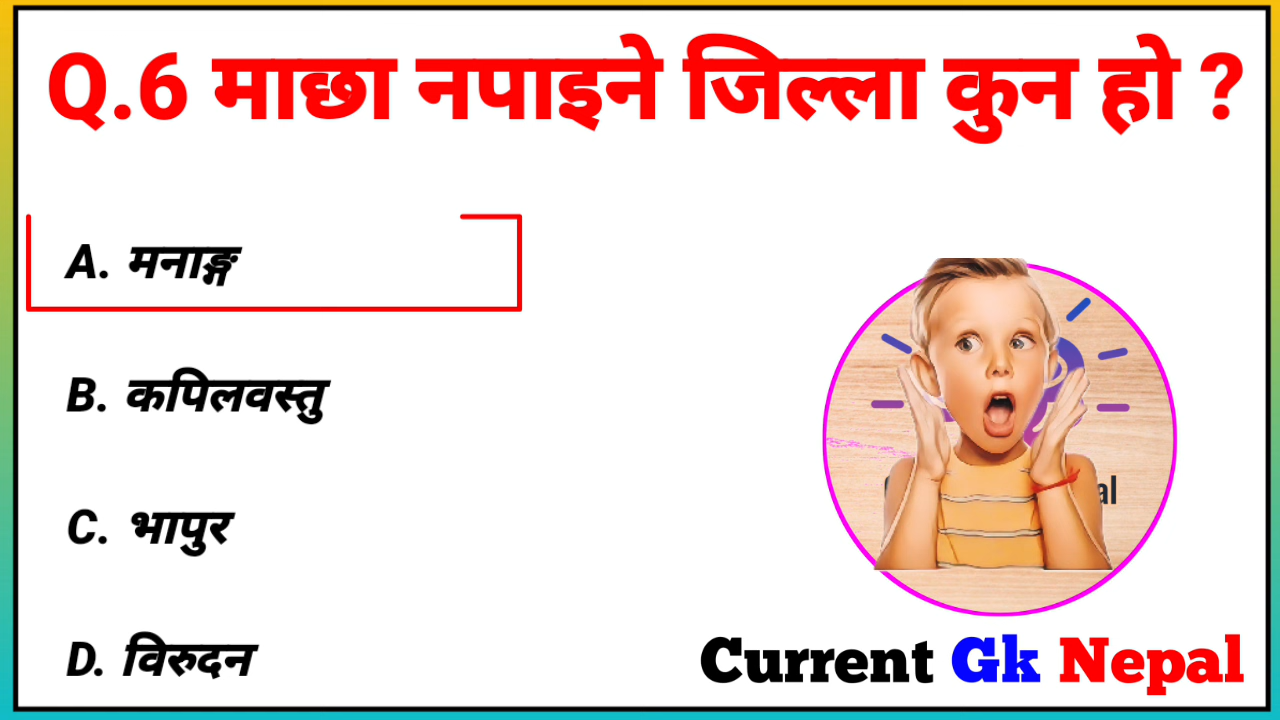 Q.6 माछा नपाइने जिल्ला कुन हो ?
A. मनाङ्ग
B. कपिलवस्तु
C. भापुर
D. विरुदन
Current Gk Nepal